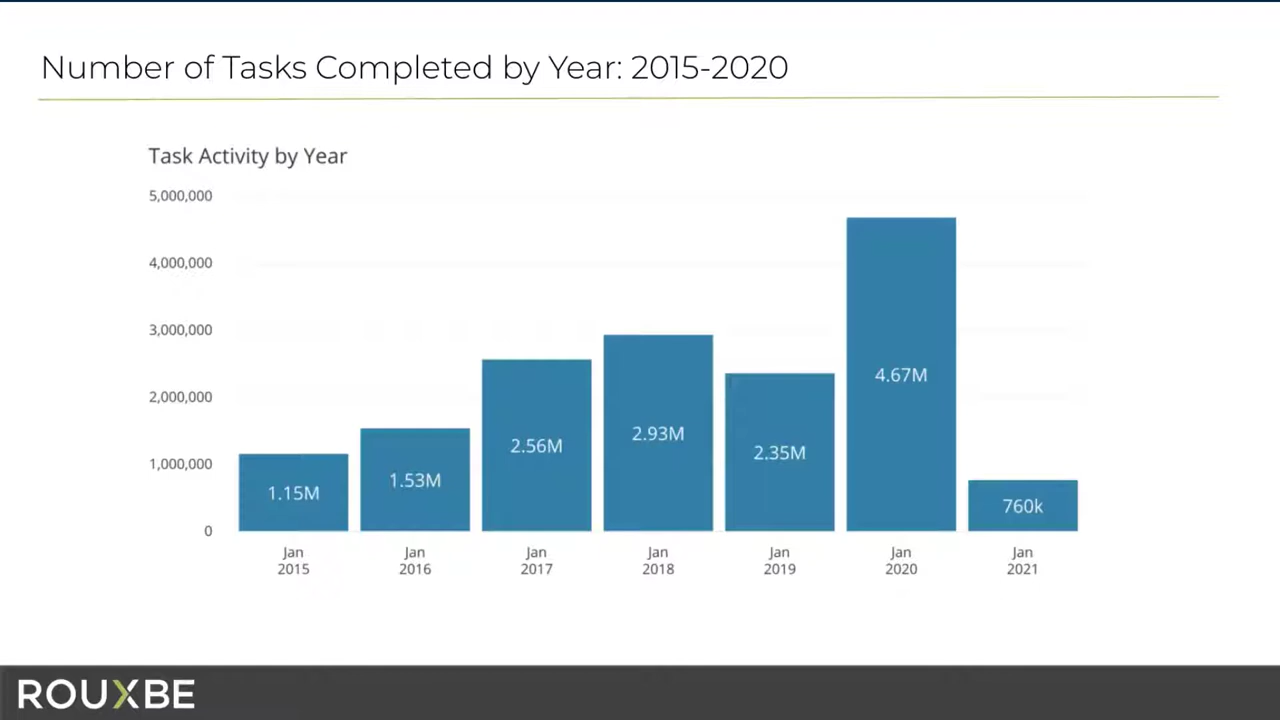 Number of Tasks Completed by Year: 2015-2020
Task Activity by Year
5,000,000
4,000,000
3,000,000
2,000,000
1,000,000
0
1.15M
1.53M
2.56M
2.93M
2.35M
4.67M
760k
Jan
2015
Jan
2016
Jan
2017
Jan
2018
Jan
2019
Jan
2020
Jan
2021
ROUXBE